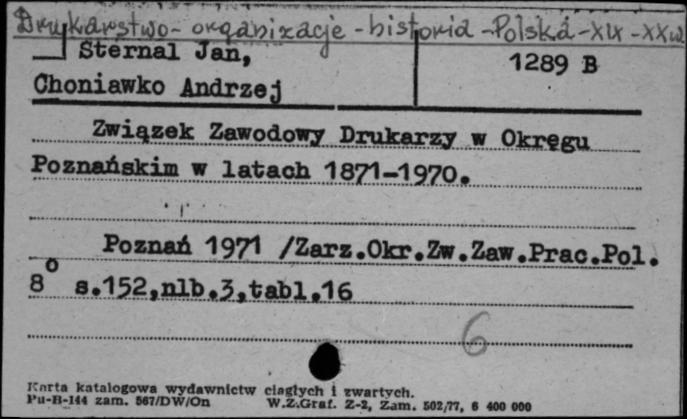 Drukarstwo - organizacje - historia - Polska - XIX - XX w
Sternal Jan,
1289 B
Choniawko Andrzej
Związek Zawodowy Drukarzy w Okręgu
Poznańskim w latach 1871-1970.
Poznań 1971 /Zarz.Okr.Zw.Zaw.Prac.Pol.
8° s.152,nlb.3,tabl.16
6
Karta katalogowa wydawnictw ciągłych i zwartych.
Pu-B-144 zam. 567/DW/On W.Z.Graf. Z-2, Zam. 502/77, 6 400 000